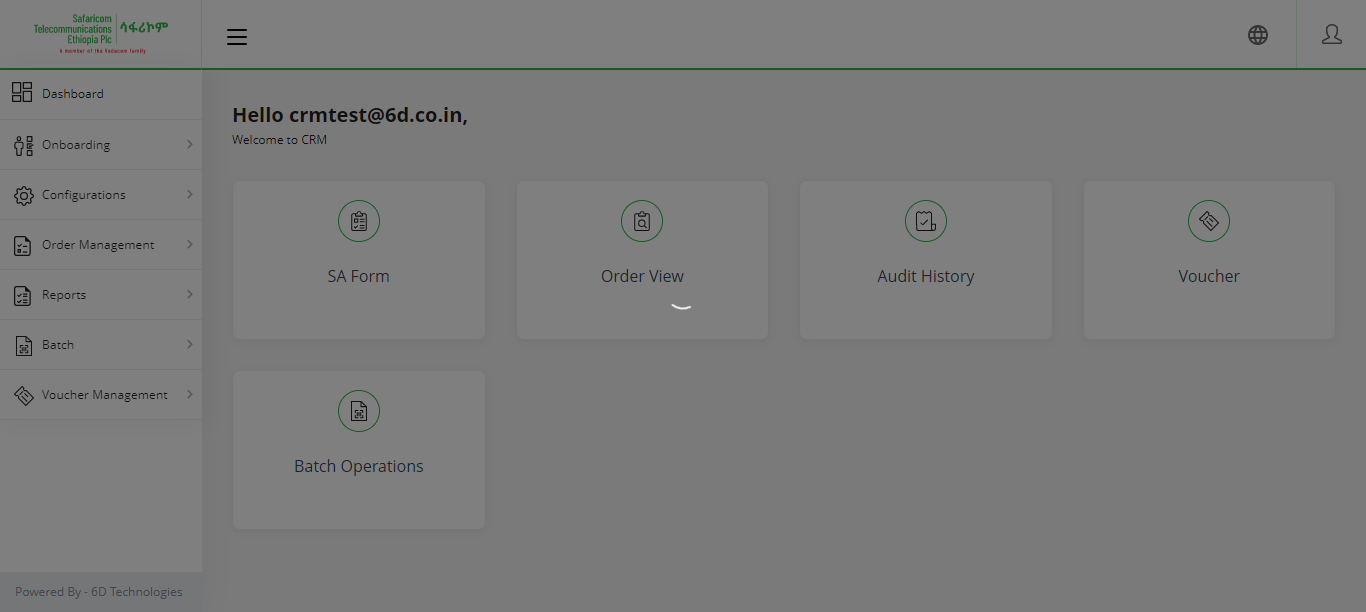 Safaricom
Telecommunications
Ethiopia Plc
ሳፋሪኮም
A member of the Vodacom family
Dashboard
Onboarding
Configurations
Order Management
Reports
Batch
Voucher Management
Powered By - 6D Technologies
Hello crmtest@6d.co.in,
Welcome to CRM
SA Form
Order View
Audit History
Voucher
Batch Operations